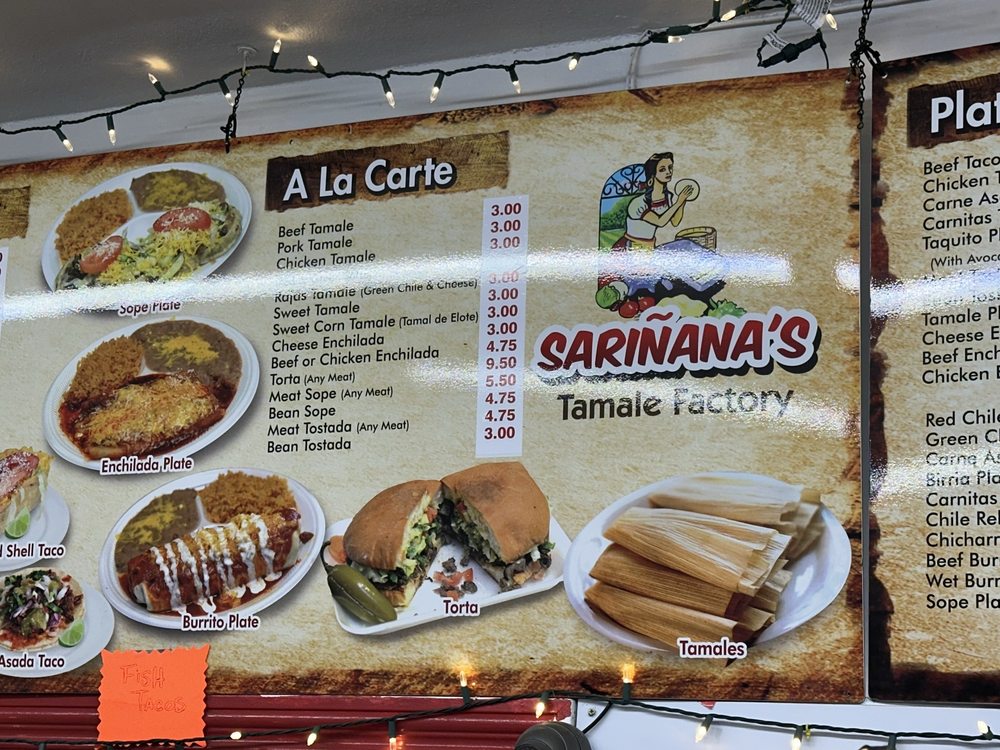 A La Carte
Beef Tamale 3.00
Pork Tamale 3.00
Chicken Tamale 3.00
Rajas Tamale (Green Chile & Cheese) 3.00
Sweet Tamale 3.00
Sweet Corn Tamale (Tamal de Elote) 3.00
Cheese Enchilada 3.00
Beef or Chicken Enchilada 4.75
Torta (Any Meat) 9.50
Meat Sope (Any Meat) 5.50
Bean Sope 4.75
Meat Tostada (Any Meat) 4.75
Bean Tostada 3.00
SARIÑANA'S
Tamale Factory
Sope Plate
Enchilada Plate
Shell Taco
Burrito Plate
Asada Taco
Torta
Tamales
FISH
TACOS
Plat
Beef Taco
Chicken T
Carne As
Carnitas
Taquito Pl
(With Avoca
Tamale Pl
Cheese E
Beef Ench
Chicken E
Red Chile
Green Ch
Carne As
Birria Pla
Carnitas
Chile Rel
Chicharr
Beef Burr
Wet Burr
Sope Pla